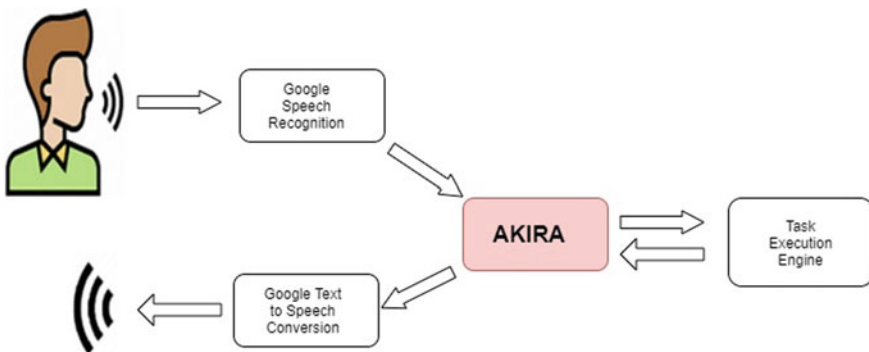 Google
Speech
Recognition
AKIRA
Task
Execution
Engine
Google Text
to Speech
Conversion